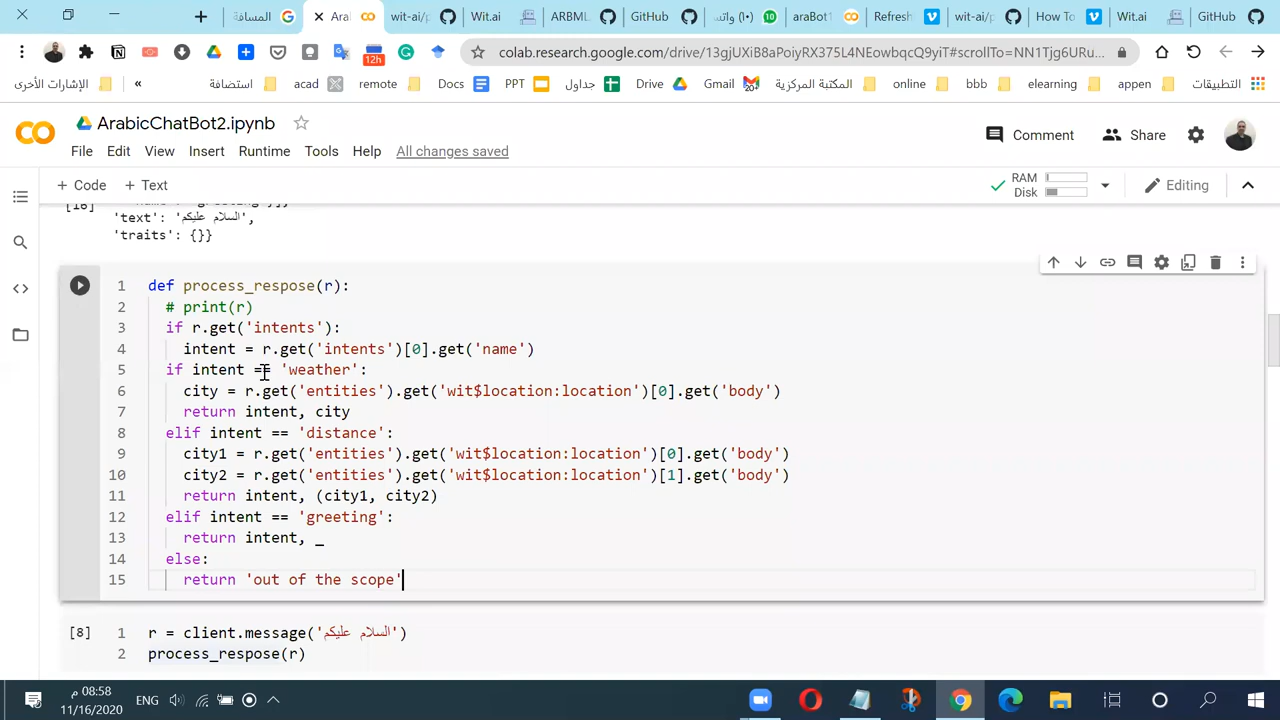 المسافة
Ara
wit-ai/p
Wit.ai
ARBML
GitHub
واتس (10)
araBot1
Refresh
wit-ai/p
How To
Wit.ai
GitHub
12h
colab.research.google.com/drive/
الإشارات الأخرى
«
استضافة
acad
remote
Docs
PPT
جداول
Drive
Gmail
20+
المكتبة المركزية
online
bbb
elearning
appen
التطبيقات
ArabicChatBot2.ipynb
Comment
Share
File Edit View Insert Runtime Tools Help All changes saved
+ Code + Text
RAM
Disk
Editing
'text': 'السلام عليكم',
'traits': {}}
1 def process_respose(r):
2 # print(r)
3 if r.get('intents'):
4 intent = r.get('intents')[0].get('name')
5 if intent == 'weather':
6 city = r.get('entities').get('wit$location:location')[0].get('body')
7 return intent, city
8 elif intent == 'distance':
9 city1 = r.get('entities').get('wit$location:location')[0].get('body')
10 city2 = r.get('entities').get('wit$location:location')[1].get('body')
11 return intent, (city1, city2)
12 elif intent == 'greeting':
13 return intent, _
14 else:
15 return 'out of the scope'
[8] 1 r = client.message('السلام عليكم')
2 process_respose(r)
08:58 م
11/16/2020
ENG